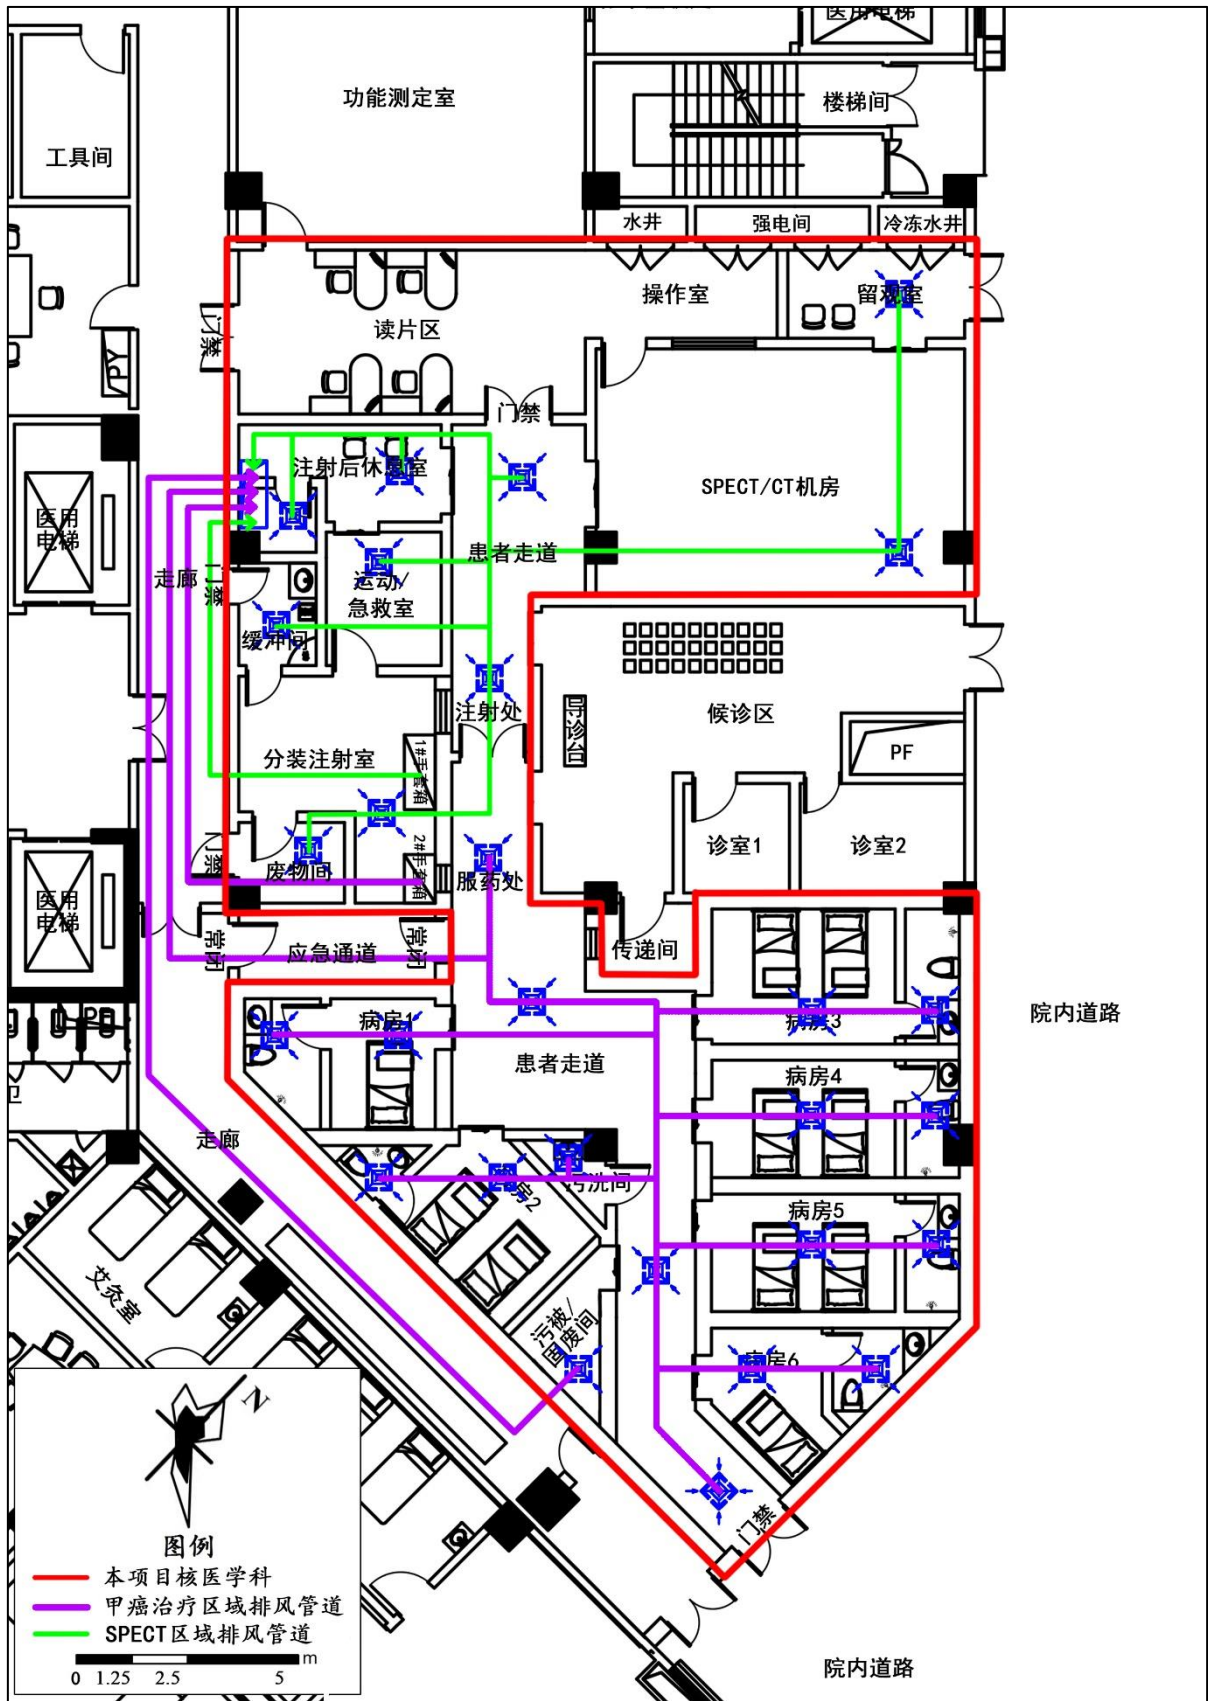 医用电梯
功能测定室
楼梯间
工具间
水井
强电间
冷冻水井
操作室
留观室
门禁
读片区
PY
门禁
注射后休息室
SPECT/CT机房
医用
电梯
患者走道
走廊
门禁
运动/
急救室
缓冲间
注射处
导诊台
候诊区
分装注射室
1#手套箱
PF
诊室1
诊室2
门禁
2#手套箱
废物间
服药处
医用
电梯
常闭
应急通道
常闭
传递间
院内道路
病房1
病房3
患者走道
病房4
卫
走廊
污洗间
病房2
病房5
艾灸室
污被/
固废间
病房6
N
门禁
图例
本项目核医学科
甲癌治疗区域排风管道
SPECT区域排风管道
m
0 1.25 2.5 5
院内道路